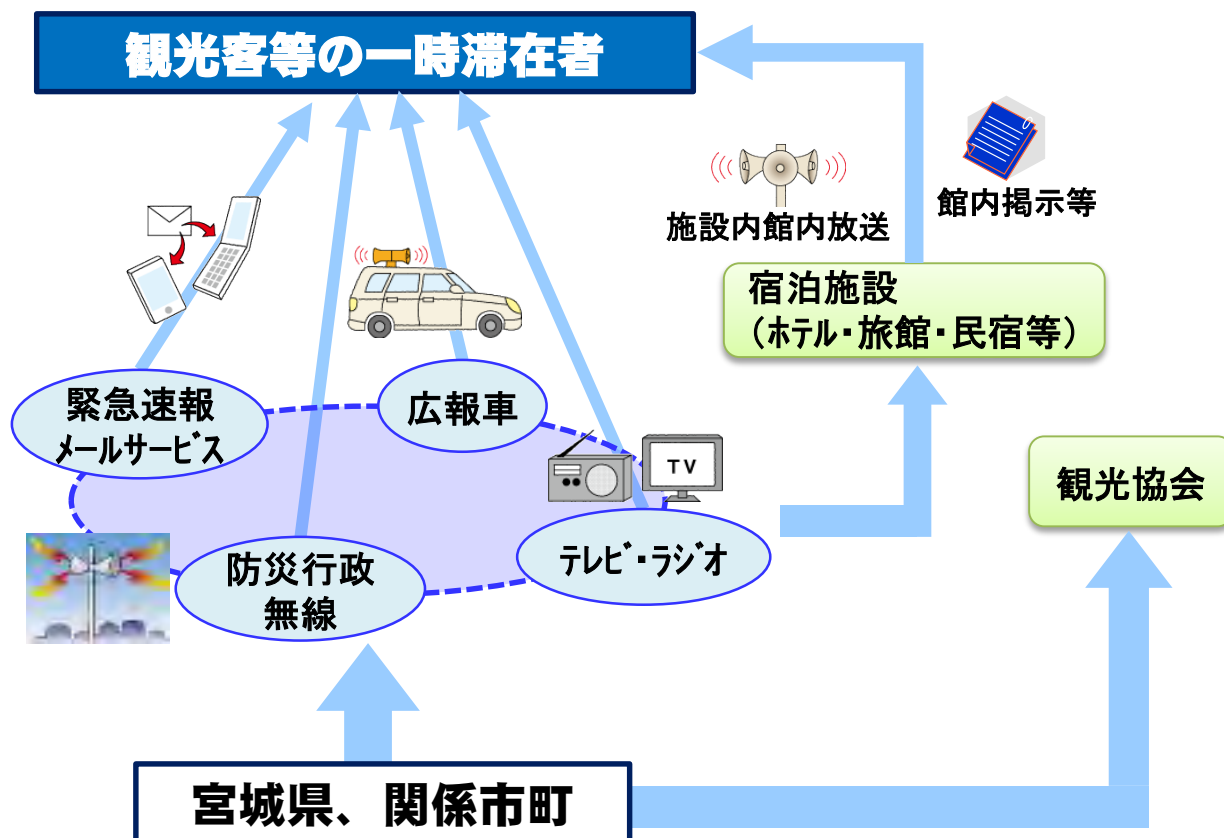 観光客等の一時滞在者
館内掲示等
施設内館内放送
宿泊施設
（ホテル・旅館・民宿等）
緊急速報
メールサービス
広報車
TV
観光協会
テレビ・ラジオ
防災行政
無線
宮城県、関係市町